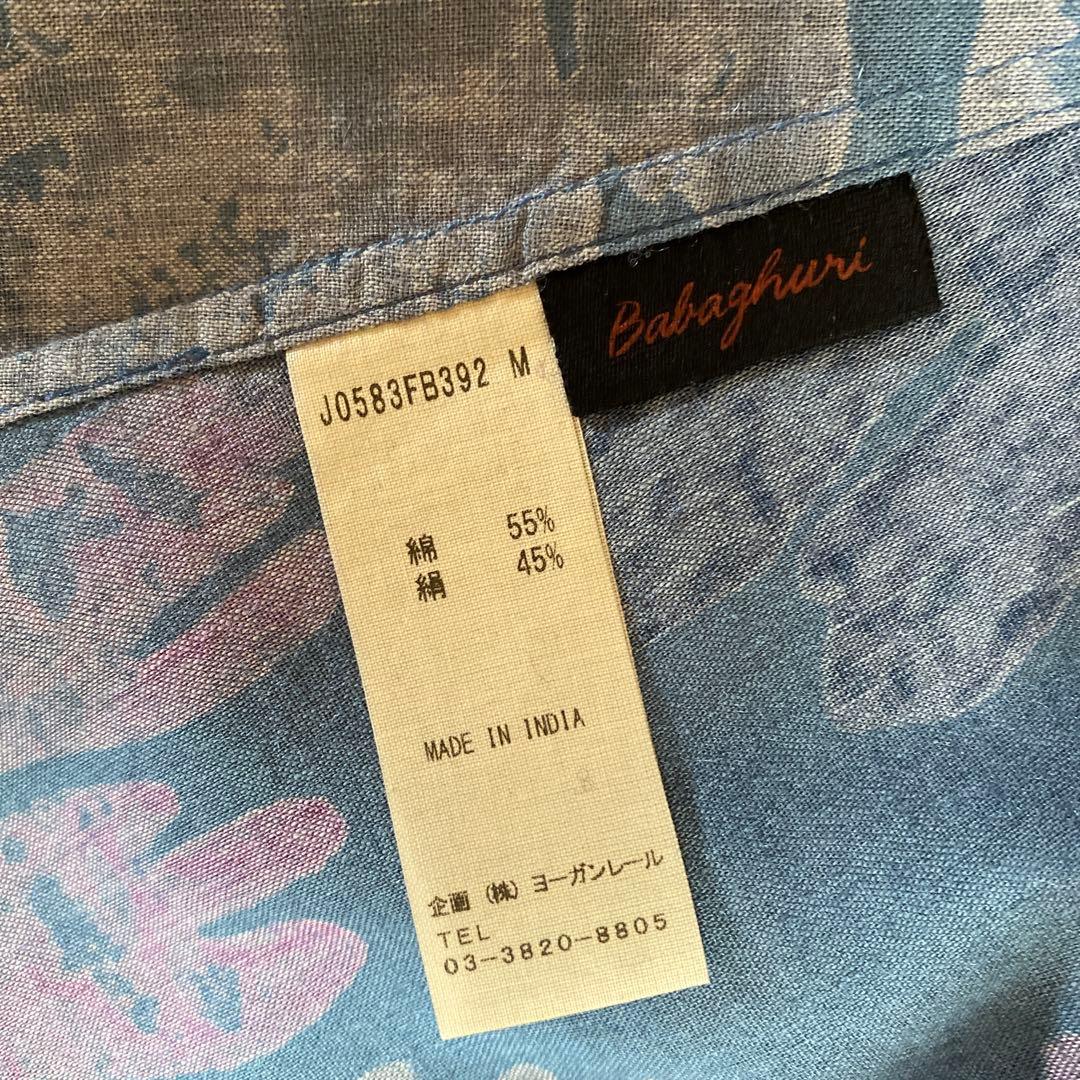 Babaghuri
J0583FB392 M
綿 55%
絹 45%
MADE IN INDIA
企画 (株) ヨーガンレール
TEL
03-3820-8805